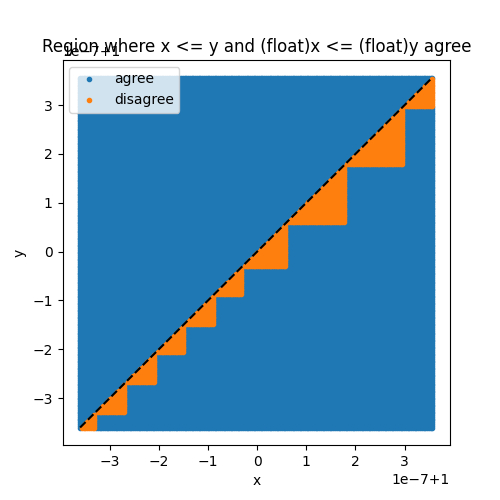 Region where x <= y and (float)x <= (float)y agree
1e-7+1
agree
disagree
3
2
1
0
−1
−2
−3
y
−3 −2 −1 0 1 2 3
1e-7+1
x